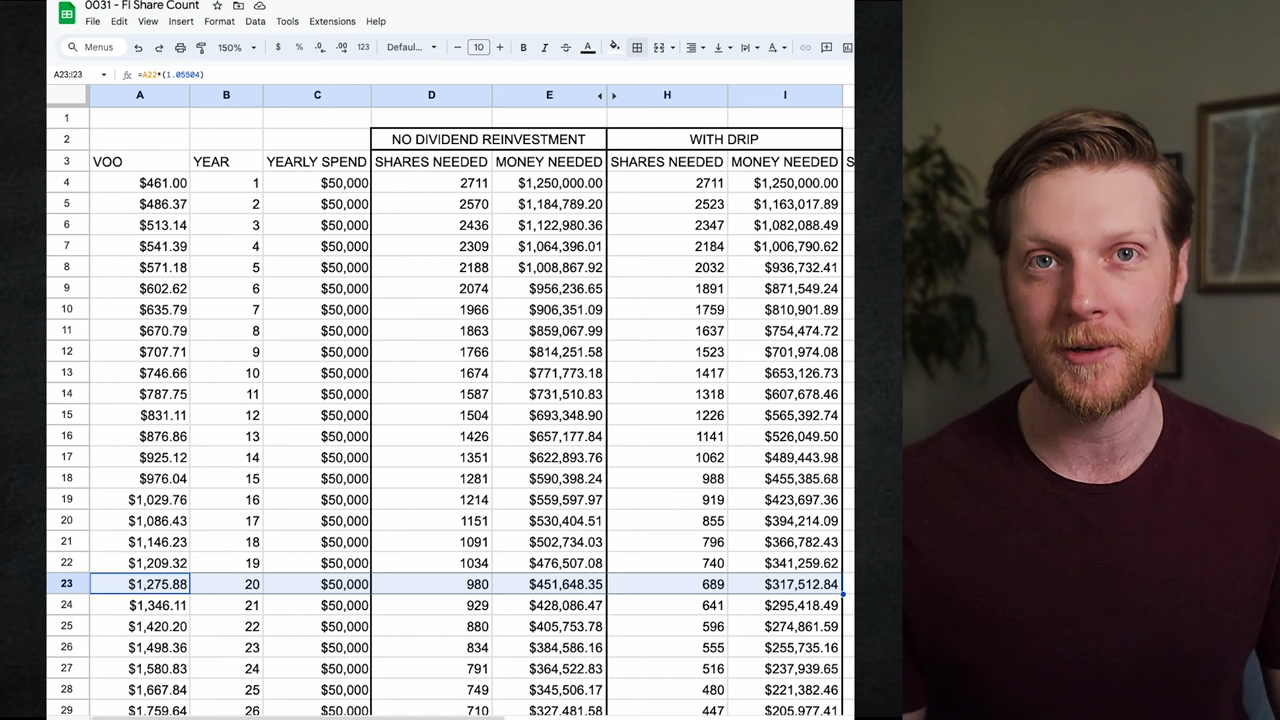 0031 - FI Share Count
File Edit View Insert Format Data Tools Extensions Help
Menus 150% $ % .0 .00 123 Defaul... 10 B I A
A23:I23 fx =A22*(1.05504)
A B C D E H I
1
2 NO DIVIDEND REINVESTMENT WITH DRIP
3 VOO YEAR YEARLY SPEND SHARES NEEDED MONEY NEEDED SHARES NEEDED MONEY NEEDED S
4 $461.00 1 $50,000 2711 $1,250,000.00 2711 $1,250,000.00
5 $486.37 2 $50,000 2570 $1,184,789.20 2523 $1,163,017.89
6 $513.14 3 $50,000 2436 $1,122,980.36 2347 $1,082,088.49
7 $541.39 4 $50,000 2309 $1,064,396.01 2184 $1,006,790.62
8 $571.18 5 $50,000 2188 $1,008,867.92 2032 $936,732.41
9 $602.62 6 $50,000 2074 $956,236.65 1891 $871,549.24
10 $635.79 7 $50,000 1966 $906,351.09 1759 $810,901.89
11 $670.79 8 $50,000 1863 $859,067.99 1637 $754,474.72
12 $707.71 9 $50,000 1766 $814,251.58 1523 $701,974.08
13 $746.66 10 $50,000 1674 $771,773.18 1417 $653,126.73
14 $787.75 11 $50,000 1587 $731,510.83 1318 $607,678.46
15 $831.11 12 $50,000 1504 $693,348.90 1226 $565,392.74
16 $876.86 13 $50,000 1426 $657,177.84 1141 $526,049.50
17 $925.12 14 $50,000 1351 $622,893.76 1062 $489,443.98
18 $976.04 15 $50,000 1281 $590,398.24 988 $455,385.68
19 $1,029.76 16 $50,000 1214 $559,597.97 919 $423,697.36
20 $1,086.43 17 $50,000 1151 $530,404.51 855 $394,214.09
21 $1,146.23 18 $50,000 1091 $502,734.03 796 $366,782.43
22 $1,209.32 19 $50,000 1034 $476,507.08 740 $341,259.62
23 $1,275.88 20 $50,000 980 $451,648.35 689 $317,512.84
24 $1,346.11 21 $50,000 929 $428,086.47 641 $295,418.49
25 $1,420.20 22 $50,000 880 $405,753.78 596 $274,861.59
26 $1,498.36 23 $50,000 834 $384,586.16 555 $255,735.16
27 $1,580.83 24 $50,000 791 $364,522.83 516 $237,939.65
28 $1,667.84 25 $50,000 749 $345,506.17 480 $221,382.46
29 $1,759.64 26 $50,000 710 $327,481.58 447 $205,977.41